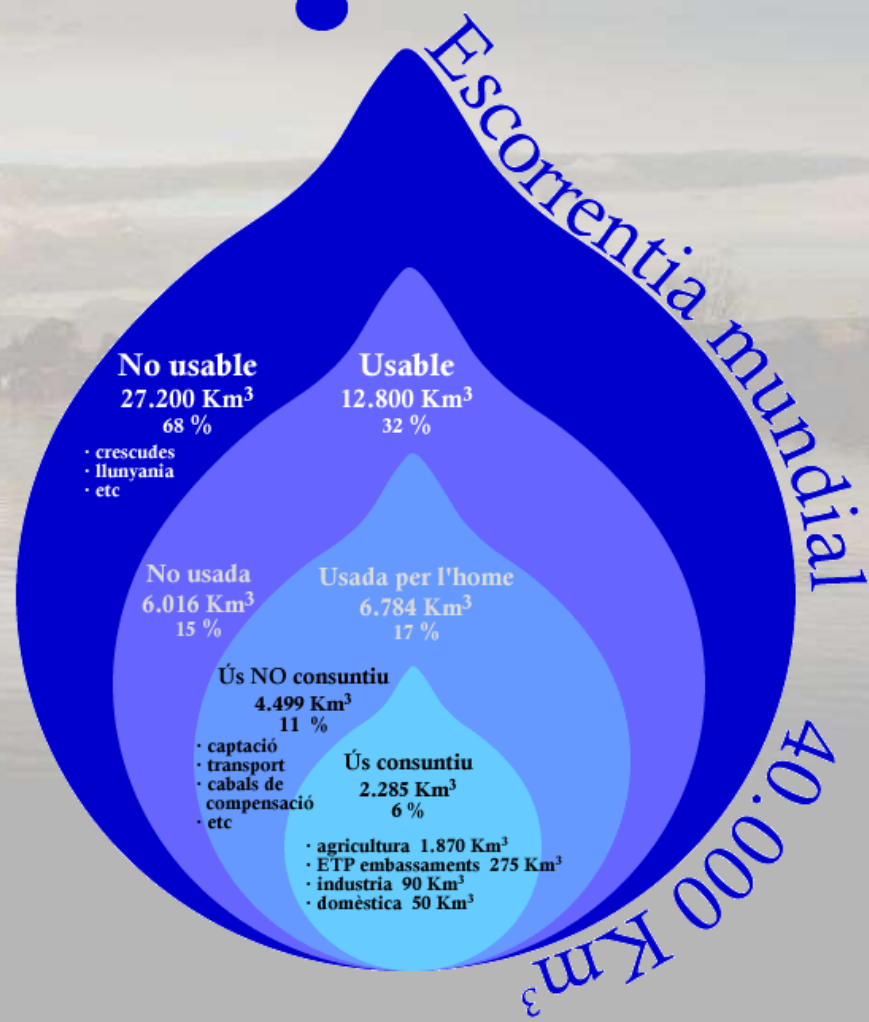 Escorrentia mundial
40.000 Km³
No usable
27.200 Km³
68 %
· crescudes
· llunyania
· etc
Usable
12.800 Km³
32 %
No usada
6.016 Km³
15 %
Usada per l'home
6.784 Km³
17 %
Ús NO consuntiu
4.499 Km³
11 %
· captació
· transport
· cabals de
compensació
· etc
Ús consuntiu
2.285 Km³
6 %
· agricultura 1.870 Km³
· ETP embassaments 275 Km³
· industria 90 Km³
· domèstica 50 Km³